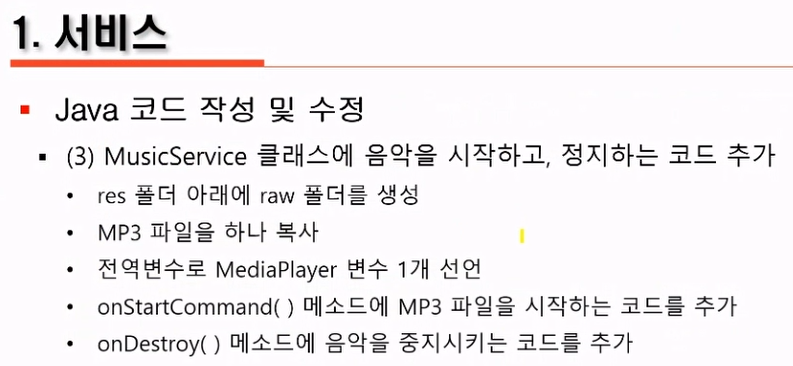 1. 서비스
▪ Java 코드 작성 및 수정
▪ (3) MusicService 클래스에 음악을 시작하고, 정지하는 코드 추가
• res 폴더 아래에 raw 폴더를 생성
• MP3 파일을 하나 복사
• 전역변수로 MediaPlayer 변수 1개 선언
• onStartCommand( ) 메소드에 MP3 파일을 시작하는 코드를 추가
• onDestroy( ) 메소드에 음악을 중지시키는 코드를 추가